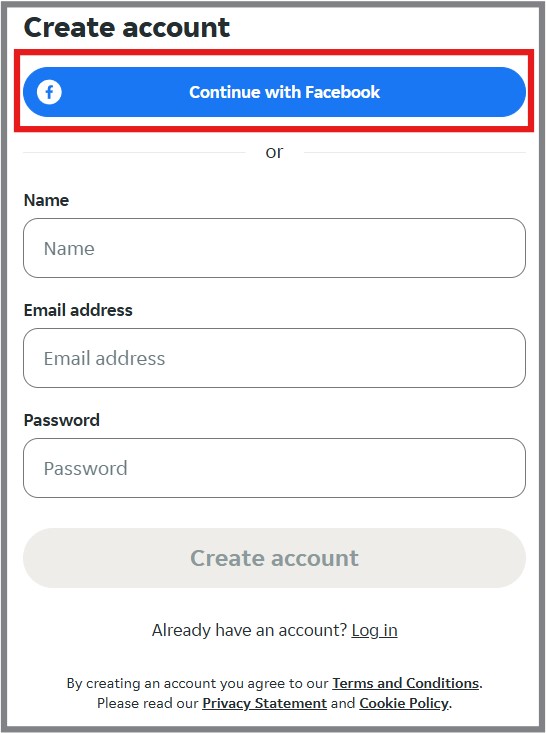 Create account
Continue with Facebook
or
Name
Name
Email address
Email address
Password
Password
Create account
Already have an account? Log in
By creating an account you agree to our Terms and Conditions.
Please read our Privacy Statement and Cookie Policy.